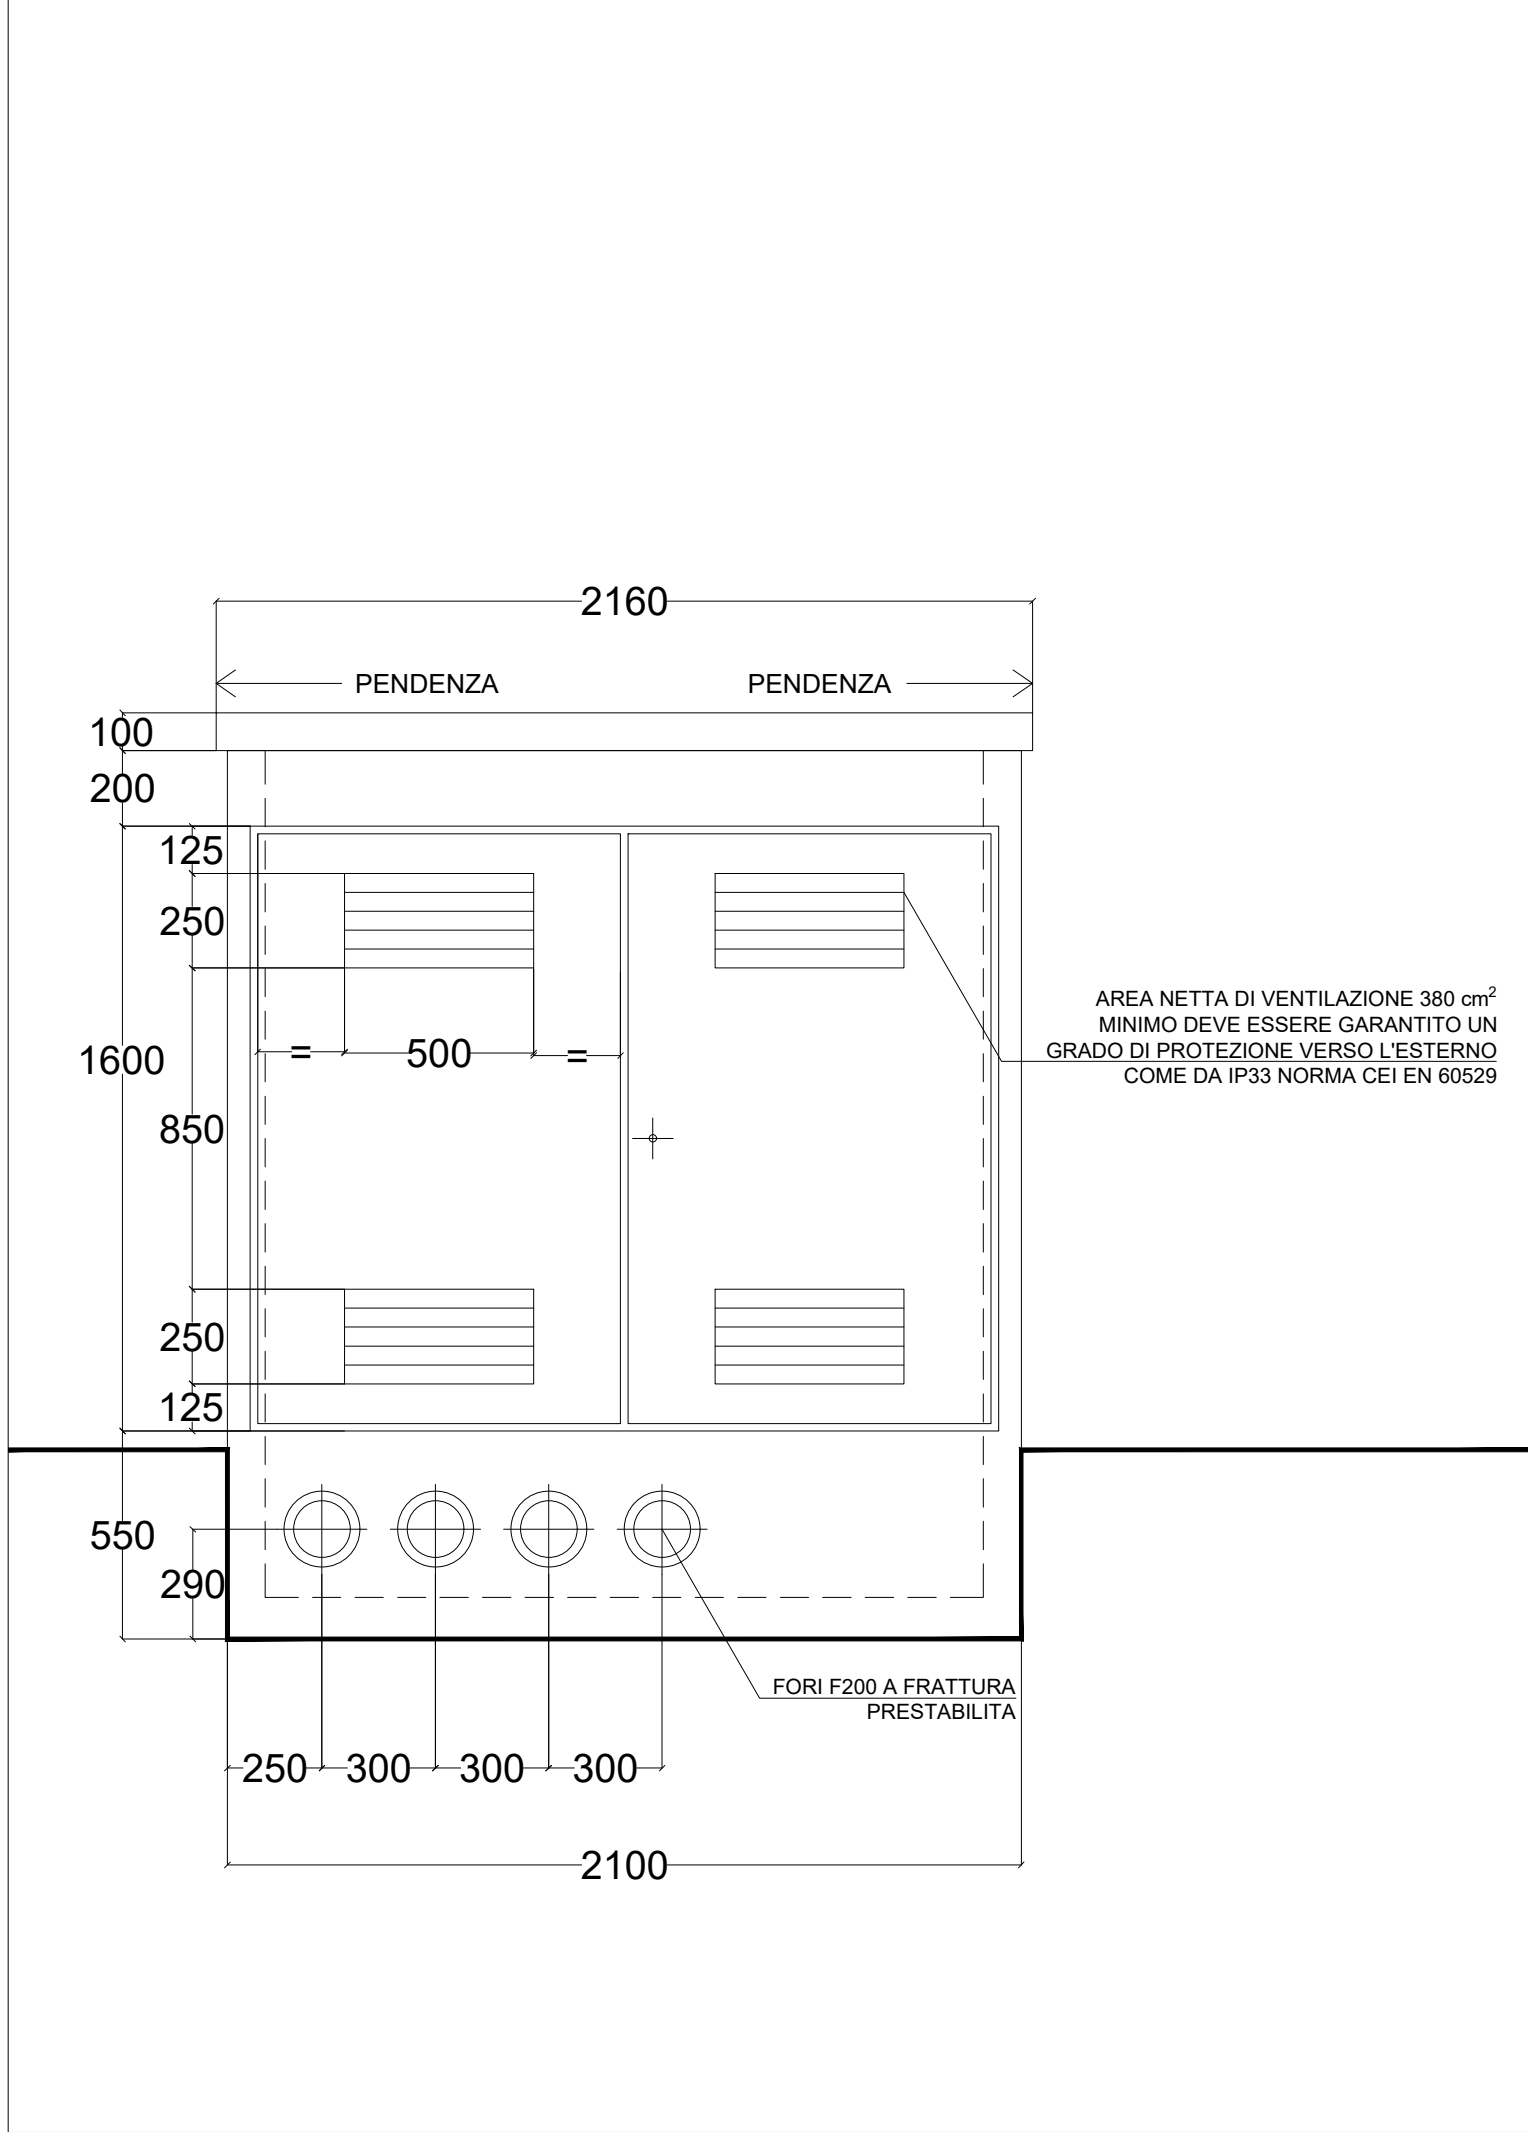 2160
PENDENZA PENDENZA
100
200
125
250
AREA NETTA DI VENTILAZIONE 380 cm²
MINIMO DEVE ESSERE GARANTITO UN
GRADO DI PROTEZIONE VERSO L'ESTERNO
COME DA IP33 NORMA CEI EN 60529
= 500 =
1600
850
250
125
550
290
FORI F200 A FRATTURA
PRESTABILITA
250 300 300 300
2100